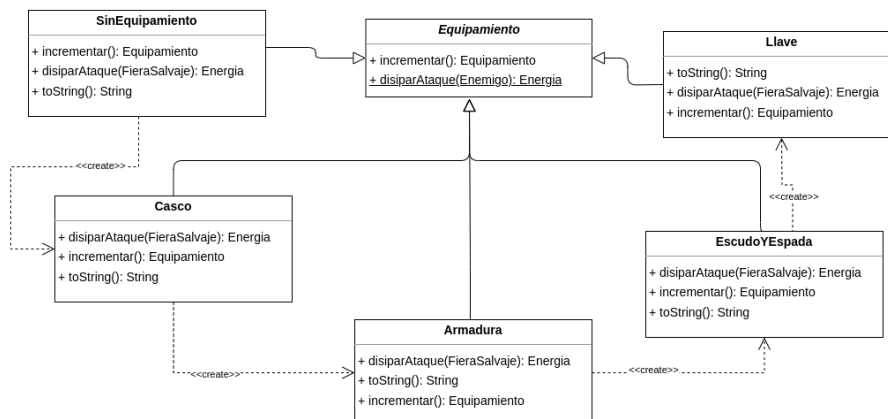 SinEquipamiento
+ incrementar(): Equipamiento
+ disiparAtaque(FieraSalvaje): Energia
+ toString(): String
Equipamiento
+ incrementar(): Equipamiento
+ disiparAtaque(Enemigo): Energia
Llave
+ toString(): String
+ disiparAtaque(FieraSalvaje): Energia
+ incrementar(): Equipamiento
<<create>>
<<create>>
Casco
+ disiparAtaque(FieraSalvaje): Energia
+ incrementar(): Equipamiento
+ toString(): String
EscudoYEspada
+ disiparAtaque(FieraSalvaje): Energia
+ incrementar(): Equipamiento
+ toString(): String
<<create>>
Armadura
+ disiparAtaque(FieraSalvaje): Energia
+ toString(): String
+ incrementar(): Equipamiento
<<create>>